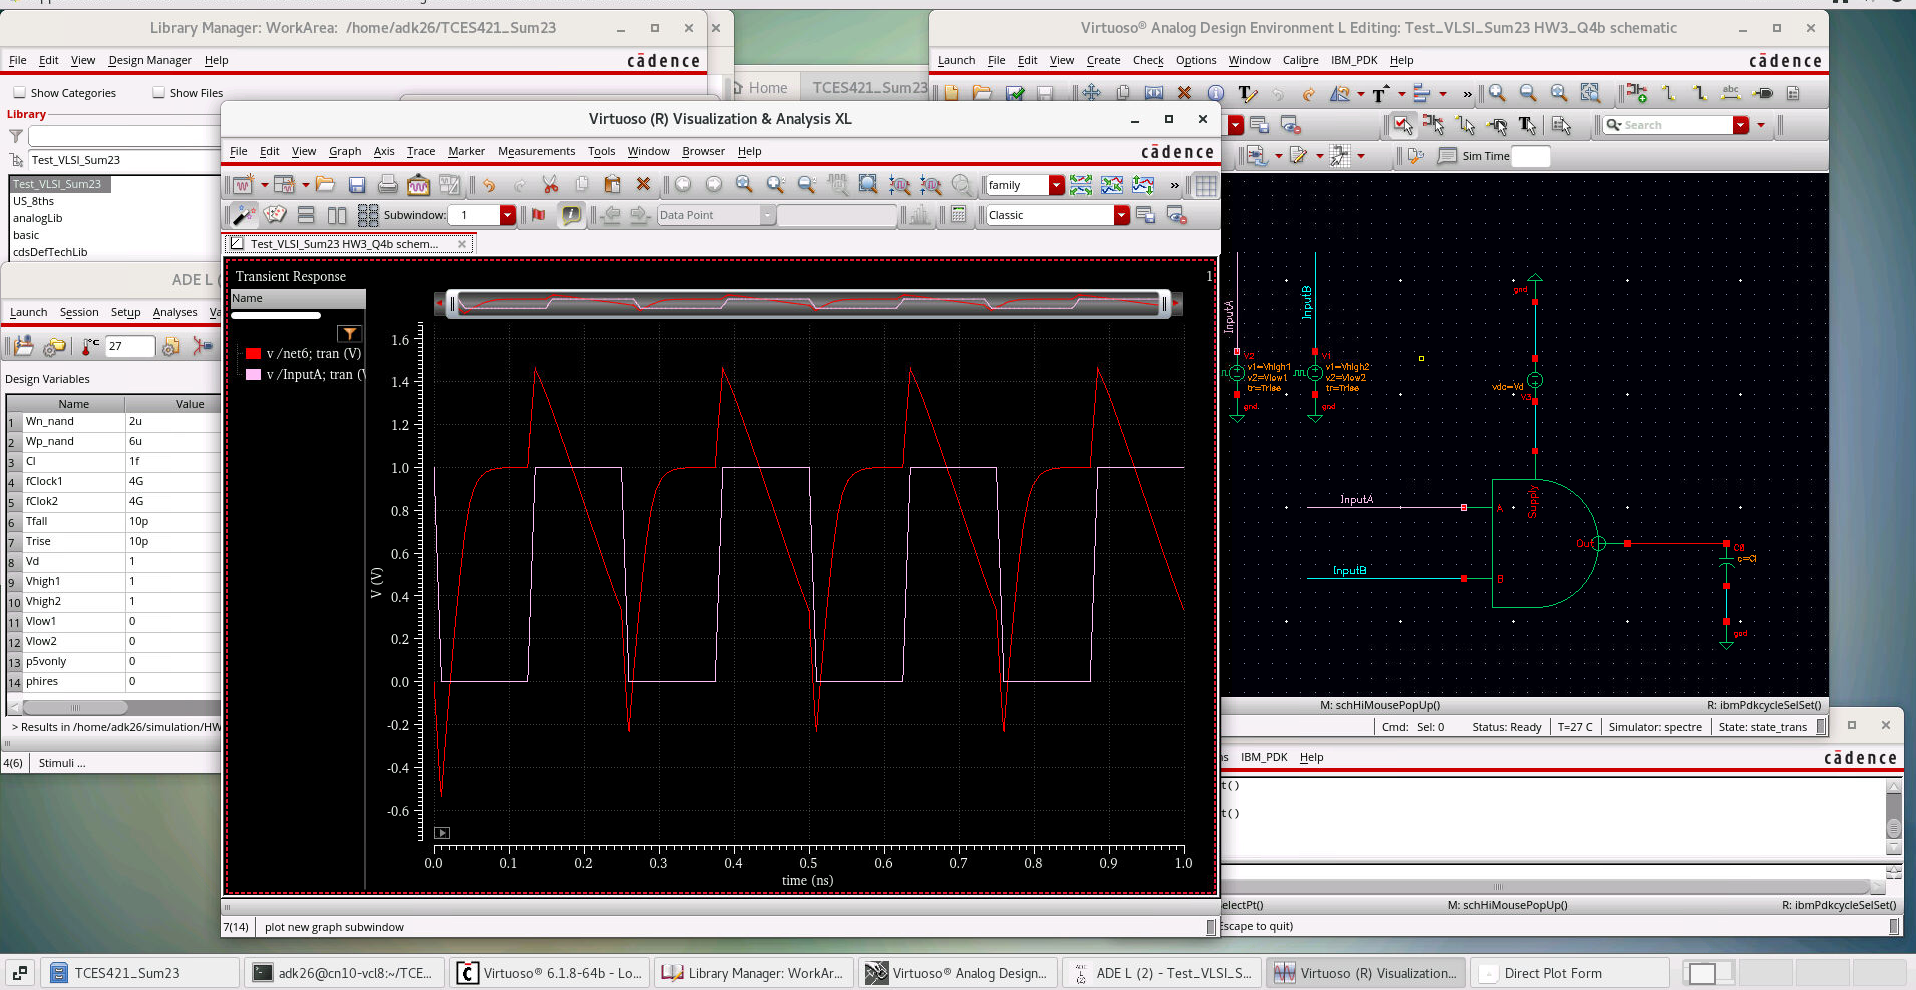 Library Manager: WorkArea: /home/adk26/TCES421_Sum23
File Edit View Design Manager Help
cādence
Show Categories Show Files
Library
Test_VLSI_Sum23
Test_VLSI_Sum23
US_8ths
analogLib
basic
cdsDefTechLib
Home
TCES421_Sum23
Virtuoso® Analog Design Environment L Editing: Test_VLSI_Sum23 HW3_Q4b schematic
Launch File Edit View Create Check Options Window Calibre IBM_PDK Help
cādence
Search
Sim Time
ADE L (
Launch Session Setup Analyses Va
27
Design Variables
Name Value
1 Wn_nand 2u
2 Wp_nand 6u
3 Cl 1f
4 fClock1 4G
5 fClok2 4G
6 Tfall 10p
7 Trise 10p
8 Vd 1
9 Vhigh1 1
10 Vhigh2 1
11 Vlow1 0
12 Vlow2 0
13 p5vonly 0
14 phires 0
> Results in /home/adk26/simulation/HW
4(6) Stimuli ...
Virtuoso (R) Visualization & Analysis XL
File Edit View Graph Axis Trace Marker Measurements Tools Window Browser Help
cādence
family
Subwindow: 1
Data Point
Classic
Test_VLSI_Sum23 HW3_Q4b schem...
Transient Response
1
Name
v /net6; tran (V)
v /InputA; tran (V
1.6
1.4
1.2
1.0
0.8
0.6
0.4
0.2
0.0
-0.2
-0.4
-0.6
V (V)
0.0 0.1 0.2 0.3 0.4 0.5 0.6 0.7 0.8 0.9 1.0
time (ns)
7(14) plot new graph subwindow
InputA
InputB
V2
v1=Vhigh1
v2=Vlow1
tr=Trise
gnd
V1
v1=Vhigh2
v2=Vlow2
tr=Trise
gnd
gnd
vdc=Vd
V3
Supply
InputA
A
InputB
B
Out
C0
c=Cl
gnd
M: schHiMousePopUp() R: ibmPdkcycleSelSet()
Cmd: Sel: 0 Status: Ready T=27 C Simulator: spectre State: state_trans
ns IBM_PDK Help
cādence
t()
t()
electPt() M: schHiMousePopUp() R: ibmPdkcycleSelSet()
Escape to quit)
TCES421_Sum23
adk26@cn10-vcl8:~/TCE...
Virtuoso® 6.1.8-64b - Lo...
Library Manager: WorkAr...
Virtuoso® Analog Design...
ADE L (2) - Test_VLSI_S...
Virtuoso (R) Visualization...
Direct Plot Form